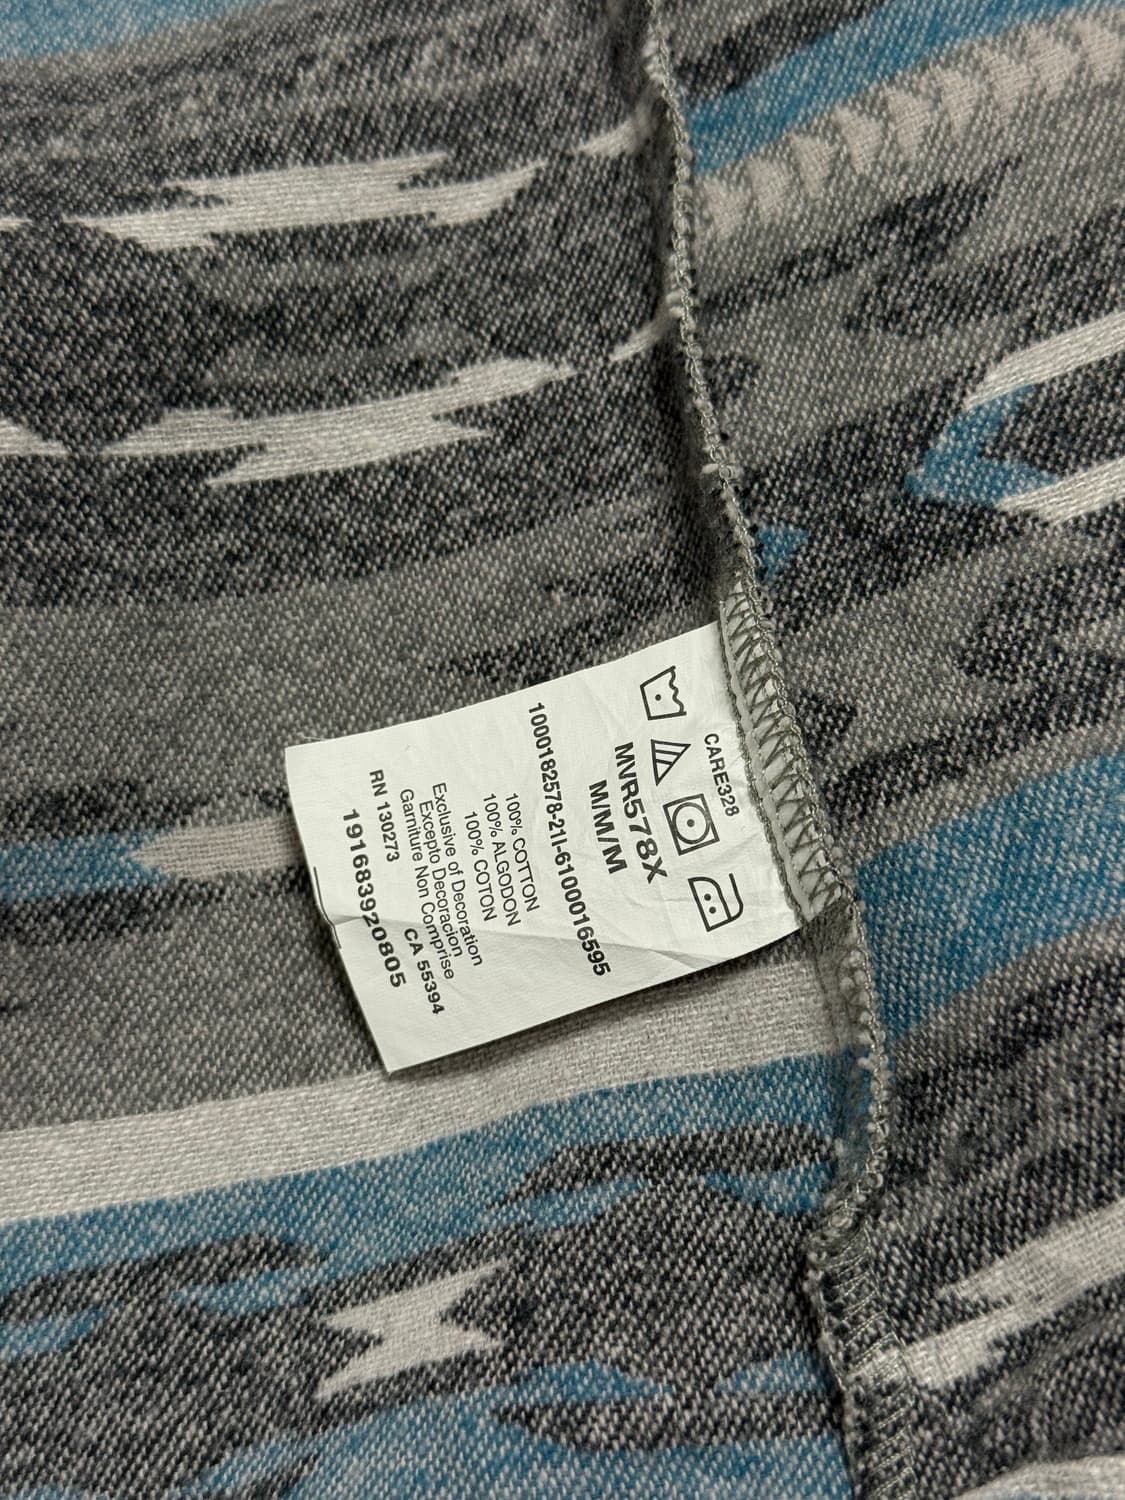 CARE328
MVR578X
M/M/M
1000182578-21I-6100016595
100% COTTON
100% ALGODON
100% COTON
Exclusive of Decoration
Excepto Decoracion
Garniture Non Comprise
RN 130273
CA 55394
191683920805